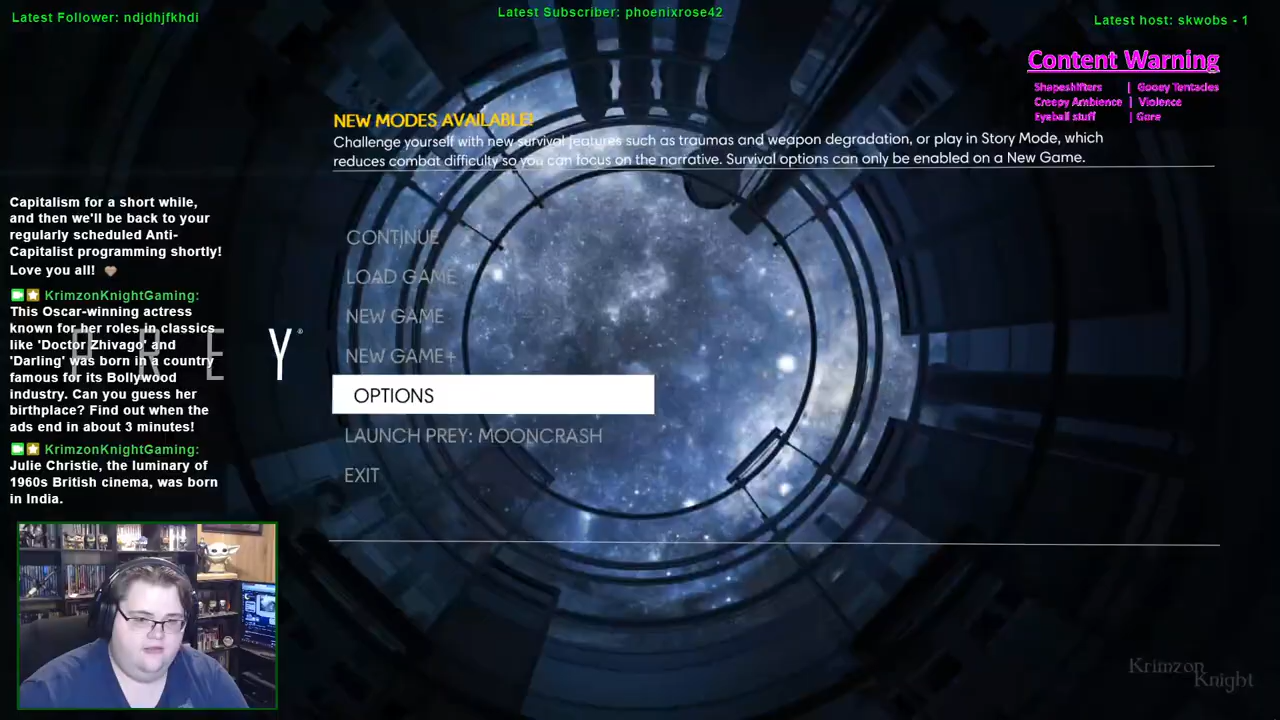 Latest Follower: ndjdhjfkhdi
Latest Subscriber: phoenixrose42
Latest host: skwobs - 1
Content Warning
Shapeshifters | Gooey Tentacles
Creepy Ambience | Violence
Eyeball stuff | Gore
NEW MODES AVAILABLE!
Challenge yourself with new survival features such as traumas and weapon degradation, or play in Story Mode, which
reduces combat difficulty so you can focus on the narrative. Survival options can only be enabled on a New Game.
Capitalism for a short while,
and then we'll be back to your
regularly scheduled Anti-
Capitalist programming shortly!
Love you all!
KrimzonKnightGaming:
This Oscar-winning actress
known for her roles in classics
like 'Doctor Zhivago' and
'Darling' was born in a country
famous for its Bollywood
industry. Can you guess her
birthplace? Find out when the
ads end in about 3 minutes!
KrimzonKnightGaming:
Julie Christie, the luminary of
1960s British cinema, was born
in India.
PREY®
CONTINUE
LOAD GAME
NEW GAME
NEW GAME+
OPTIONS
LAUNCH PREY: MOONCRASH
EXIT
Krimzon
Knight